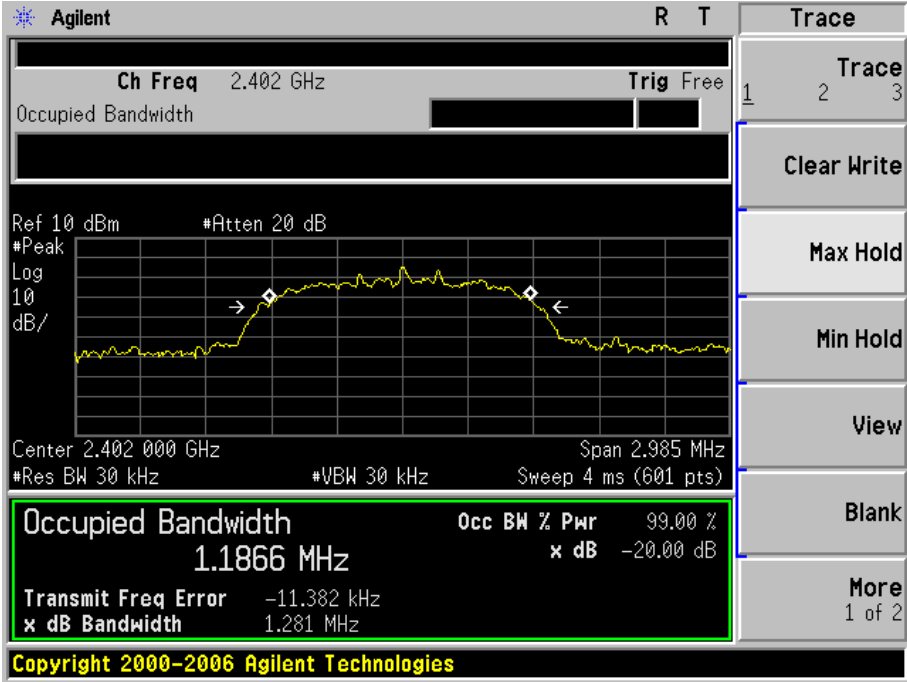 Agilent R T Trace
Ch Freq 2.402 GHz Trig Free
Occupied Bandwidth
Ref 10 dBm #Atten 20 dB
#Peak
Log
10
dB/
Center 2.402 000 GHz Span 2.985 MHz
#Res BW 30 kHz #VBW 30 kHz Sweep 4 ms (601 pts)
Occupied Bandwidth Occ BW % Pwr 99.00 %
1.1866 MHz x dB -20.00 dB
Transmit Freq Error -11.382 kHz
x dB Bandwidth 1.281 MHz
Copyright 2000-2006 Agilent Technologies
Trace
1 2 3
Clear Write
Max Hold
Min Hold
View
Blank
More
1 of 2